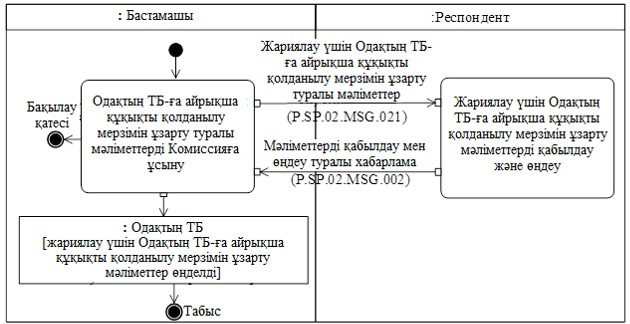 : Бастамашы
:Респондент
Жариялау үшін Одақтың ТБ-
ға айрықша құқықты
қолданылу мерзімін ұзарту
туралы мәліметтер
(P.SP.02.MSG.021)
Одақтың ТБ-ға айрықша
құқықты қолданылу
мерзімін ұзарту туралы
мәліметтерді Комиссияға
ұсыну
Бақылау
қатесі
Жариялау үшін Одақтың
ТБ-ға айрықша құқықты
қолданылу мерзімін ұзарту
мәліметтерді қабылдау
және өңдеу
Мәліметтерді қабылдау мен
өңдеу туралы хабарлама
(P.SP.02.MSG.002)
: Одақтың ТБ
[жариялау үшін Одақтың ТБ-ға айрықша
құқықты қолданылу мерзімін ұзарту
мәліметтер өңделді]
Табыс